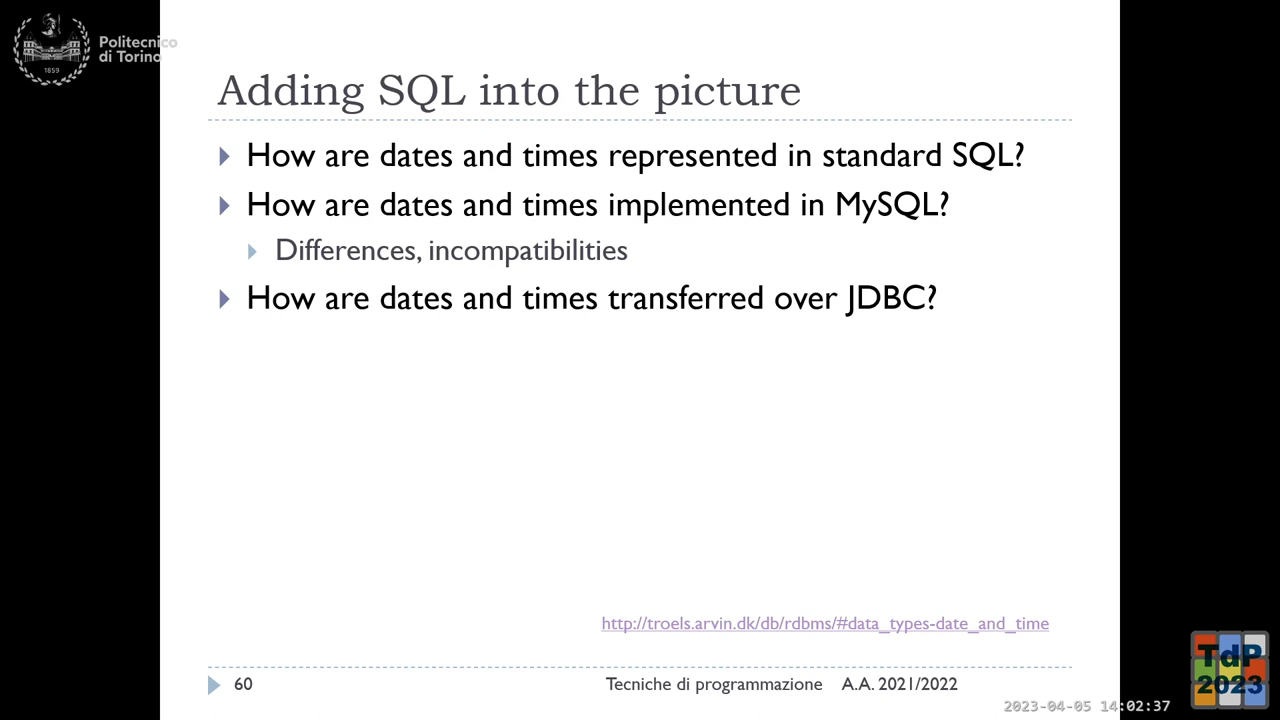 Politecnico
di Torino
1859
Adding SQL into the picture
How are dates and times represented in standard SQL?
How are dates and times implemented in MySQL?
Differences, incompatibilities
How are dates and times transferred over JDBC?
http://troels.arvin.dk/db/rdbms/#data_types-date_and_time
60
Tecniche di programmazione A.A. 2021/2022
2023-04-05 14:02:37
TdP
2023